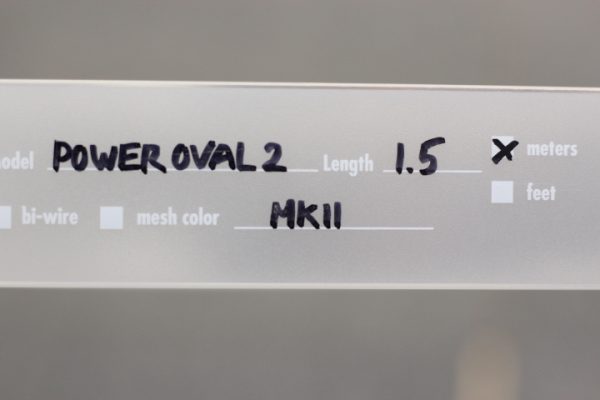 odel POWER OVAL 2 Length 1.5 X meters
feet
bi-wire mesh color MKII